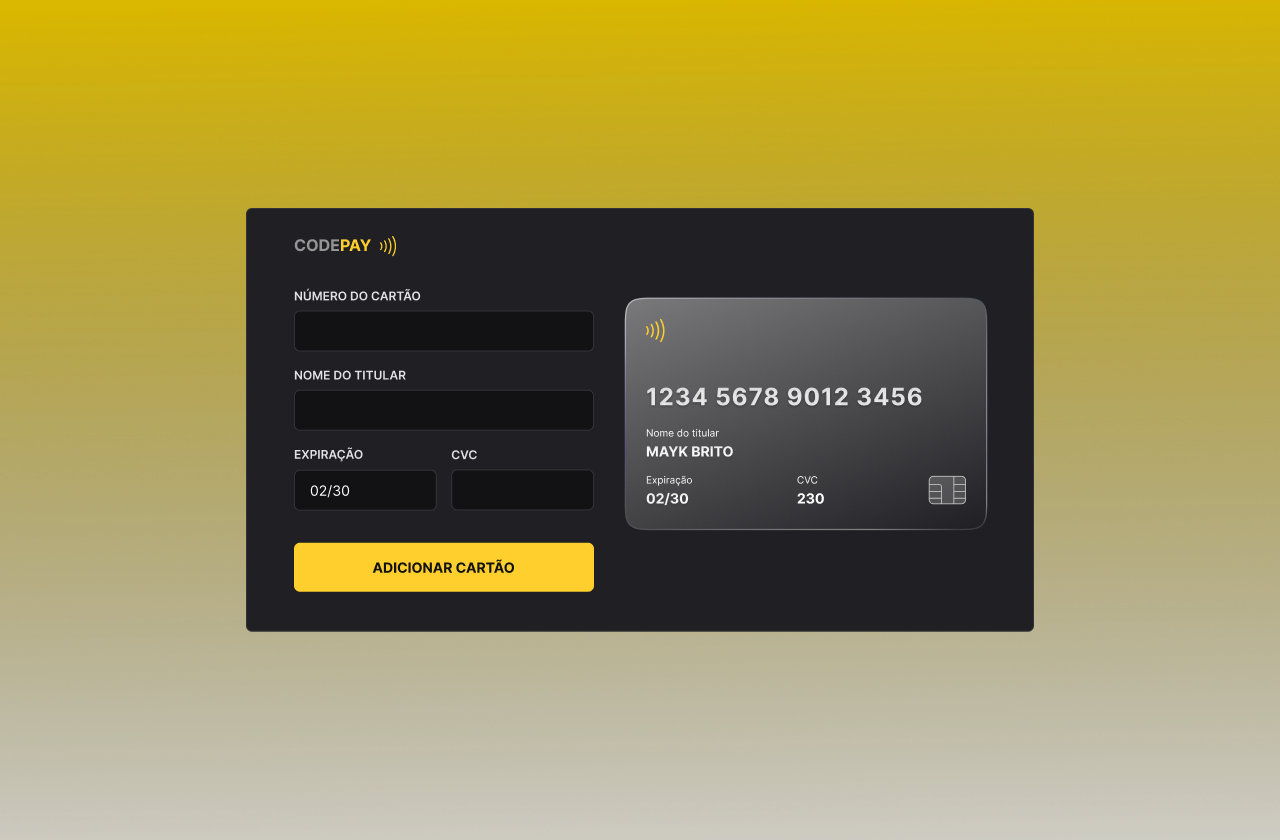 CODEPAY
NÚMERO DO CARTÃO
NOME DO TITULAR
EXPIRAÇÃO CVC
02/30
ADICIONAR CARTÃO
1234 5678 9012 3456
Nome do titular
MAYK BRITO
Expiração CVC
02/30 230